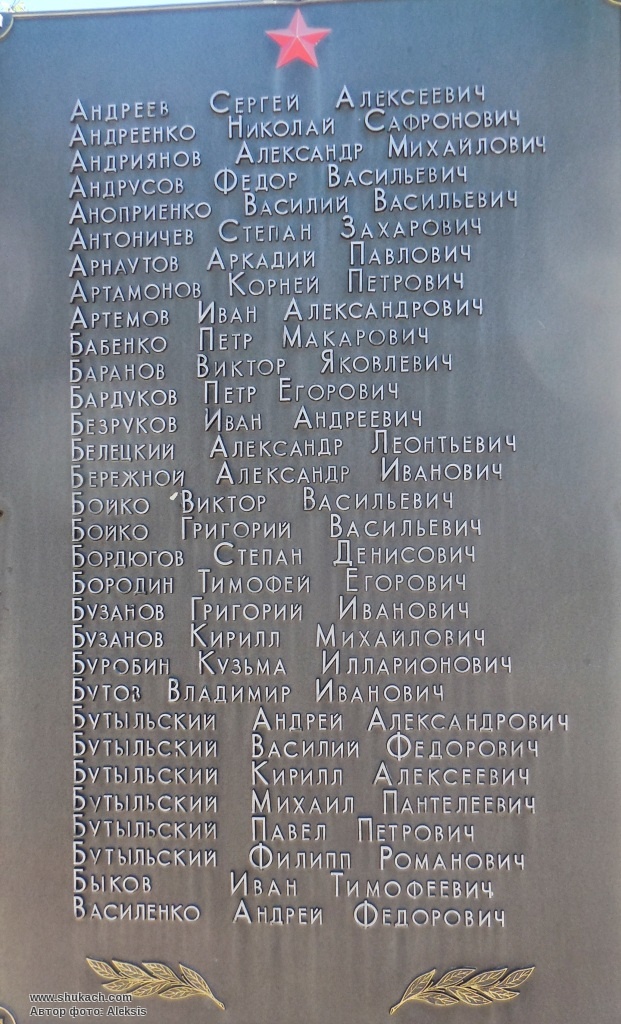 Андреев Сергей Алексеевич
Андреенко Николай Сафронович
Андриянов Александр Михайлович
Андрусов Федор Васильевич
Аноприенко Василий Васильевич
Антоничев Степан Захарович
Арнаутов Аркадий Павлович
Артамонов Корней Петрович
Артемов Иван Александрович
Бабенко Петр Макарович
Баранов Виктор Яковлевич
Бардуков Петр Егорович
Безруков Иван Андреевич
Белецкий Александр Леонтьевич
Бережной Александр Иванович
Бойко Виктор Васильевич
Бойко Григорий Васильевич
Бордюгов Степан Денисович
Бородин Тимофей Егорович
Бузанов Григорий Иванович
Бузанов Кирилл Михайлович
Буробин Кузьма Илларионович
Бутов Владимир Иванович
Бутыльский Андрей Александрович
Бутыльский Василий Федорович
Бутыльский Кирилл Алексеевич
Бутыльский Михаил Пантелеевич
Бутыльский Павел Петрович
Бутыльский Филипп Романович
Быков Иван Тимофеевич
Василенко Андрей Федорович
www.shukach.com
Автор фото: Aleksis